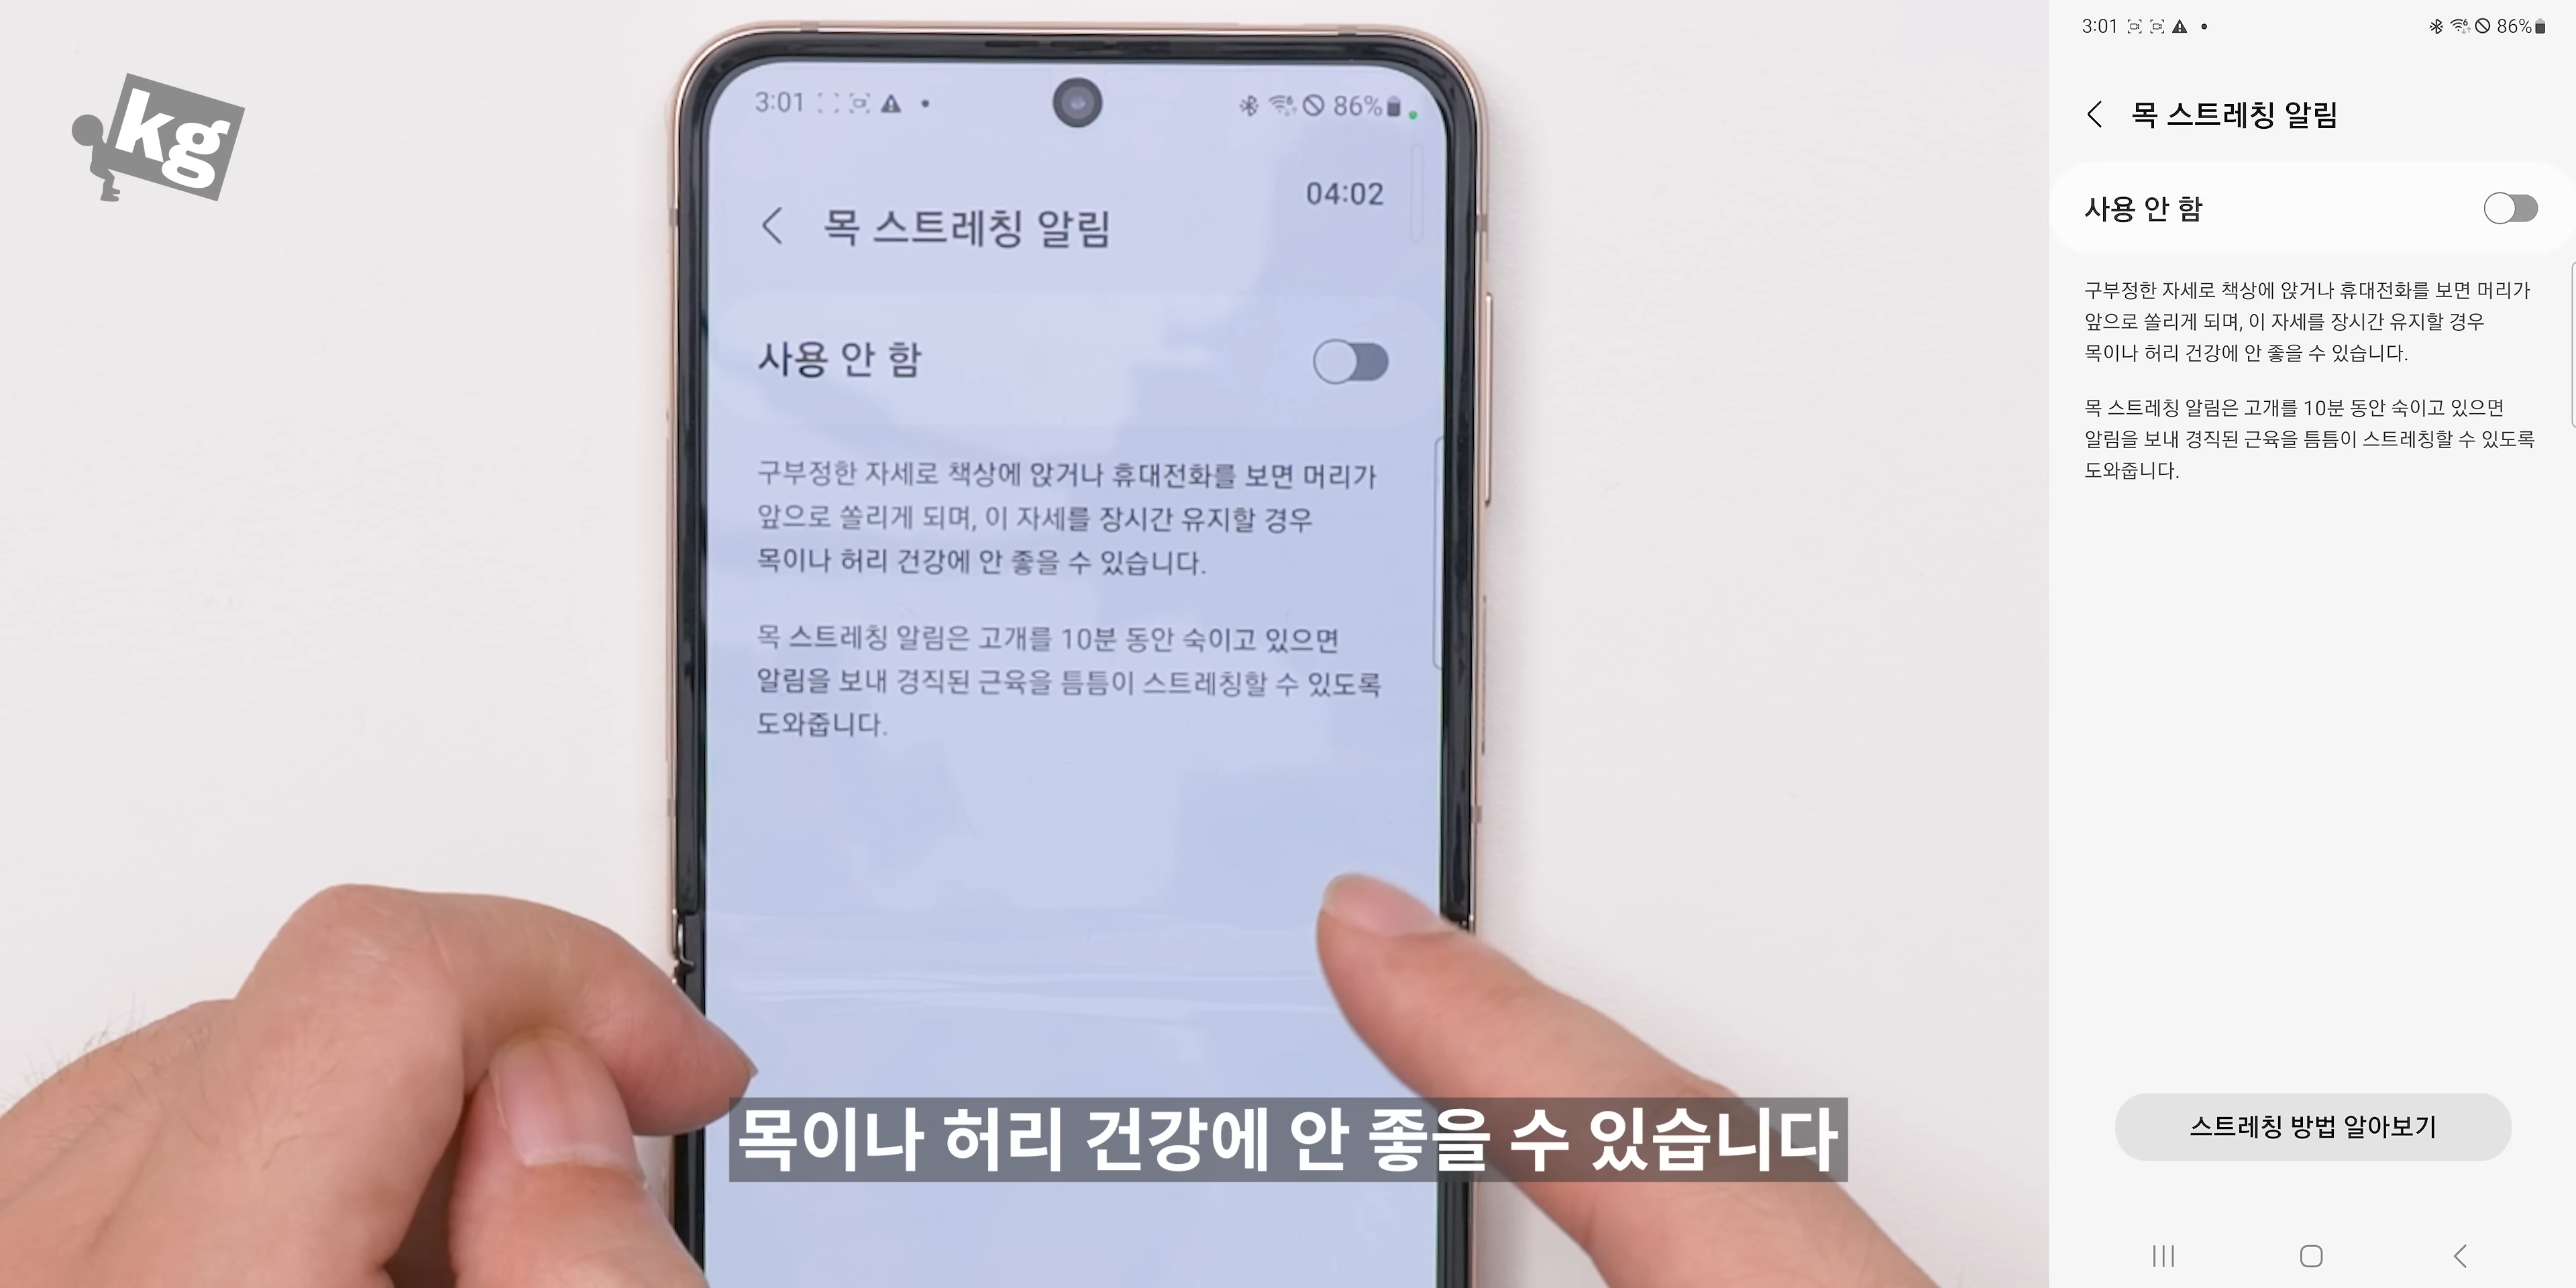 kg
3:01
86%
04:02
목 스트레칭 알림
사용 안 함
구부정한 자세로 책상에 앉거나 휴대전화를 보면 머리가
앞으로 쏠리게 되며, 이 자세를 장시간 유지할 경우
목이나 허리 건강에 안 좋을 수 있습니다.
목 스트레칭 알림은 고개를 10분 동안 숙이고 있으면
알림을 보내 경직된 근육을 틈틈이 스트레칭할 수 있도록
도와줍니다.
목이나 허리 건강에 안 좋을 수 있습니다
3:01
86%
목 스트레칭 알림
사용 안 함
구부정한 자세로 책상에 앉거나 휴대전화를 보면 머리가
앞으로 쏠리게 되며, 이 자세를 장시간 유지할 경우
목이나 허리 건강에 안 좋을 수 있습니다.
목 스트레칭 알림은 고개를 10분 동안 숙이고 있으면
알림을 보내 경직된 근육을 틈틈이 스트레칭할 수 있도록
도와줍니다.
스트레칭 방법 알아보기